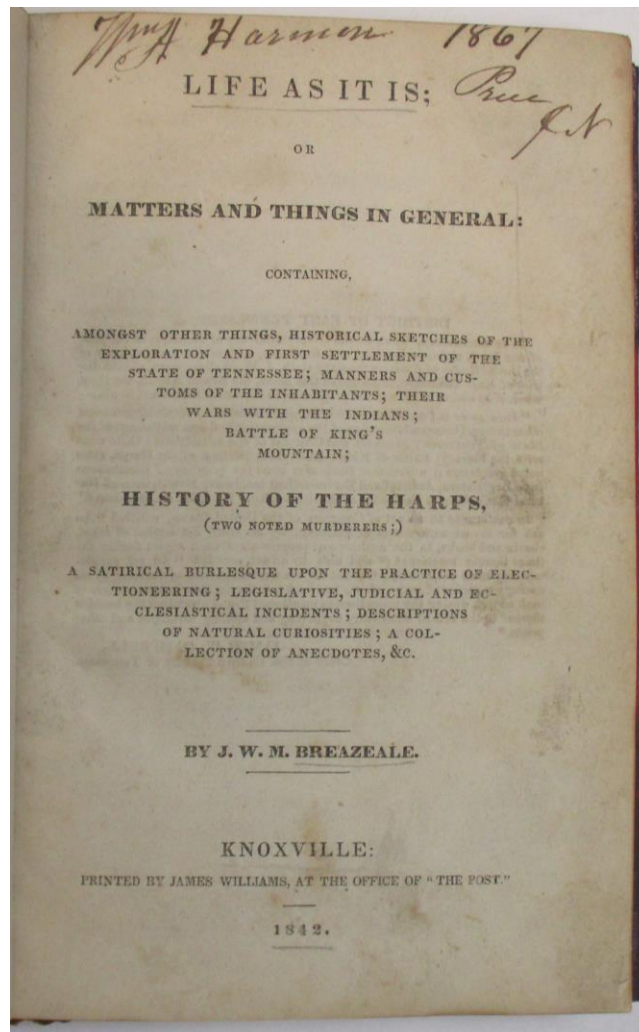 Harmon 1867
LIFE AS IT IS;
OR
MATTERS AND THINGS IN GENERAL:
CONTAINING,
AMONGST OTHER THINGS, HISTORICAL SKETCHES OF THE
EXPLORATION AND FIRST SETTLEMENT OF THE
STATE OF TENNESSEE; MANNERS AND CUS-
TOMS OF THE INHABITANTS; THEIR
WARS WITH THE INDIANS;
BATTLE OF KING'S
MOUNTAIN;
HISTORY OF THE HARPS,
(TWO NOTED MURDERERS;)
A SATIRICAL BURLESQUE UPON THE PRACTICE OF ELEC-
TIONEERING; LEGISLATIVE, JUDICIAL AND EC-
CLESIASTICAL INCIDENTS; DESCRIPTIONS
OF NATURAL CURIOSITIES; A COL-
LECTION OF ANECDOTES, &C.
BY J. W. M. BREAZEALE.
KNOXVILLE:
PRINTED BY JAMES WILLIAMS, AT THE OFFICE OF "THE POST."
1842.